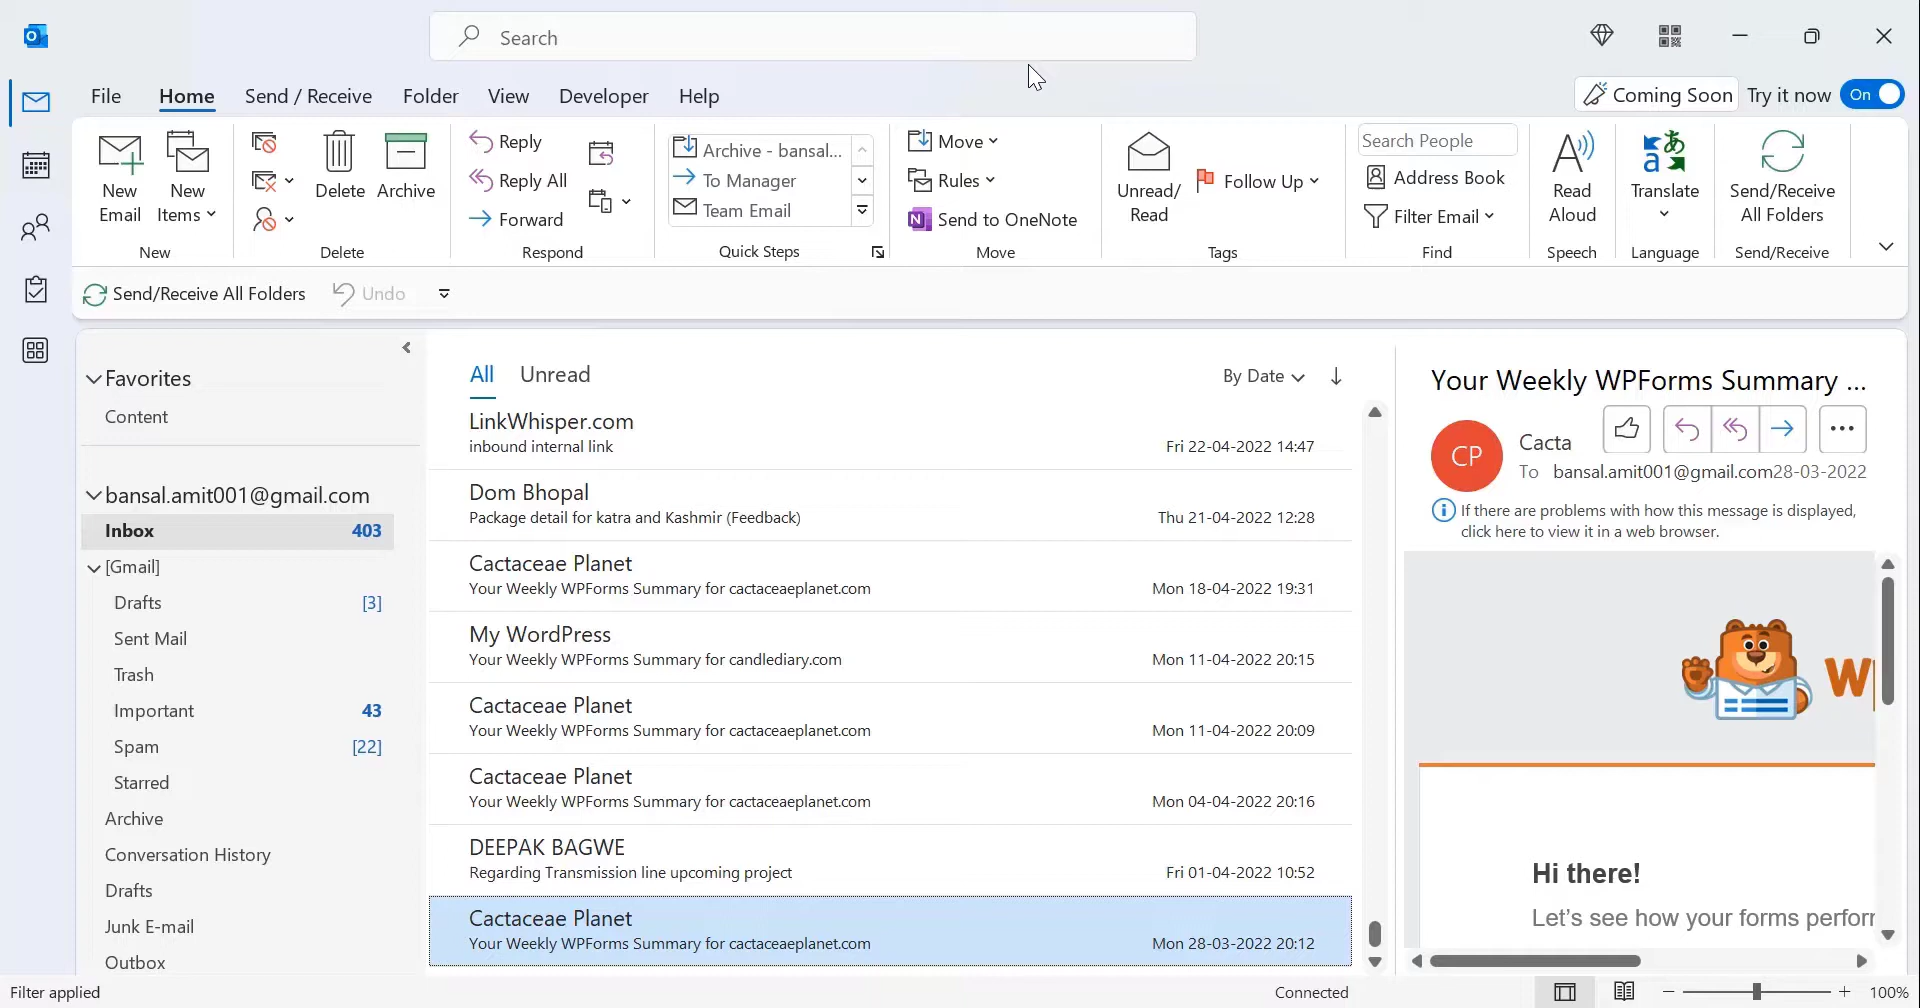 Search
File Home Send / Receive Folder View Developer Help
Coming Soon Try it now On
New Email
New Items
Delete
Archive
Reply
Reply All
Forward
Archive - bansal...
To Manager
Team Email
Move
Rules
Send to OneNote
Unread/ Read
Follow Up
Search People
Address Book
Filter Email
Read Aloud
Translate
Send/Receive All Folders
New Delete Respond Quick Steps Move Tags Find Speech Language Send/Receive
Send/Receive All Folders Undo
Favorites
Content
bansal.amit001@gmail.com
Inbox 403
[Gmail]
Drafts [3]
Sent Mail
Trash
Important 43
Spam [22]
Starred
Archive
Conversation History
Drafts
Junk E-mail
Outbox
All Unread By Date
LinkWhisper.com
inbound internal link Fri 22-04-2022 14:47
Dom Bhopal
Package detail for katra and Kashmir (Feedback) Thu 21-04-2022 12:28
Cactaceae Planet
Your Weekly WPForms Summary for cactaceaeplanet.com Mon 18-04-2022 19:31
My WordPress
Your Weekly WPForms Summary for candlediary.com Mon 11-04-2022 20:15
Cactaceae Planet
Your Weekly WPForms Summary for cactaceaeplanet.com Mon 11-04-2022 20:09
Cactaceae Planet
Your Weekly WPForms Summary for cactaceaeplanet.com Mon 04-04-2022 20:16
DEEPAK BAGWE
Regarding Transmission line upcoming project Fri 01-04-2022 10:52
Cactaceae Planet
Your Weekly WPForms Summary for cactaceaeplanet.com Mon 28-03-2022 20:12
Your Weekly WPForms Summary ...
CP
Cacta
To bansal.amit001@gmail.com 28-03-2022
If there are problems with how this message is displayed,
click here to view it in a web browser.
W
Hi there!
Let's see how your forms perforr
Filter applied Connected 100%